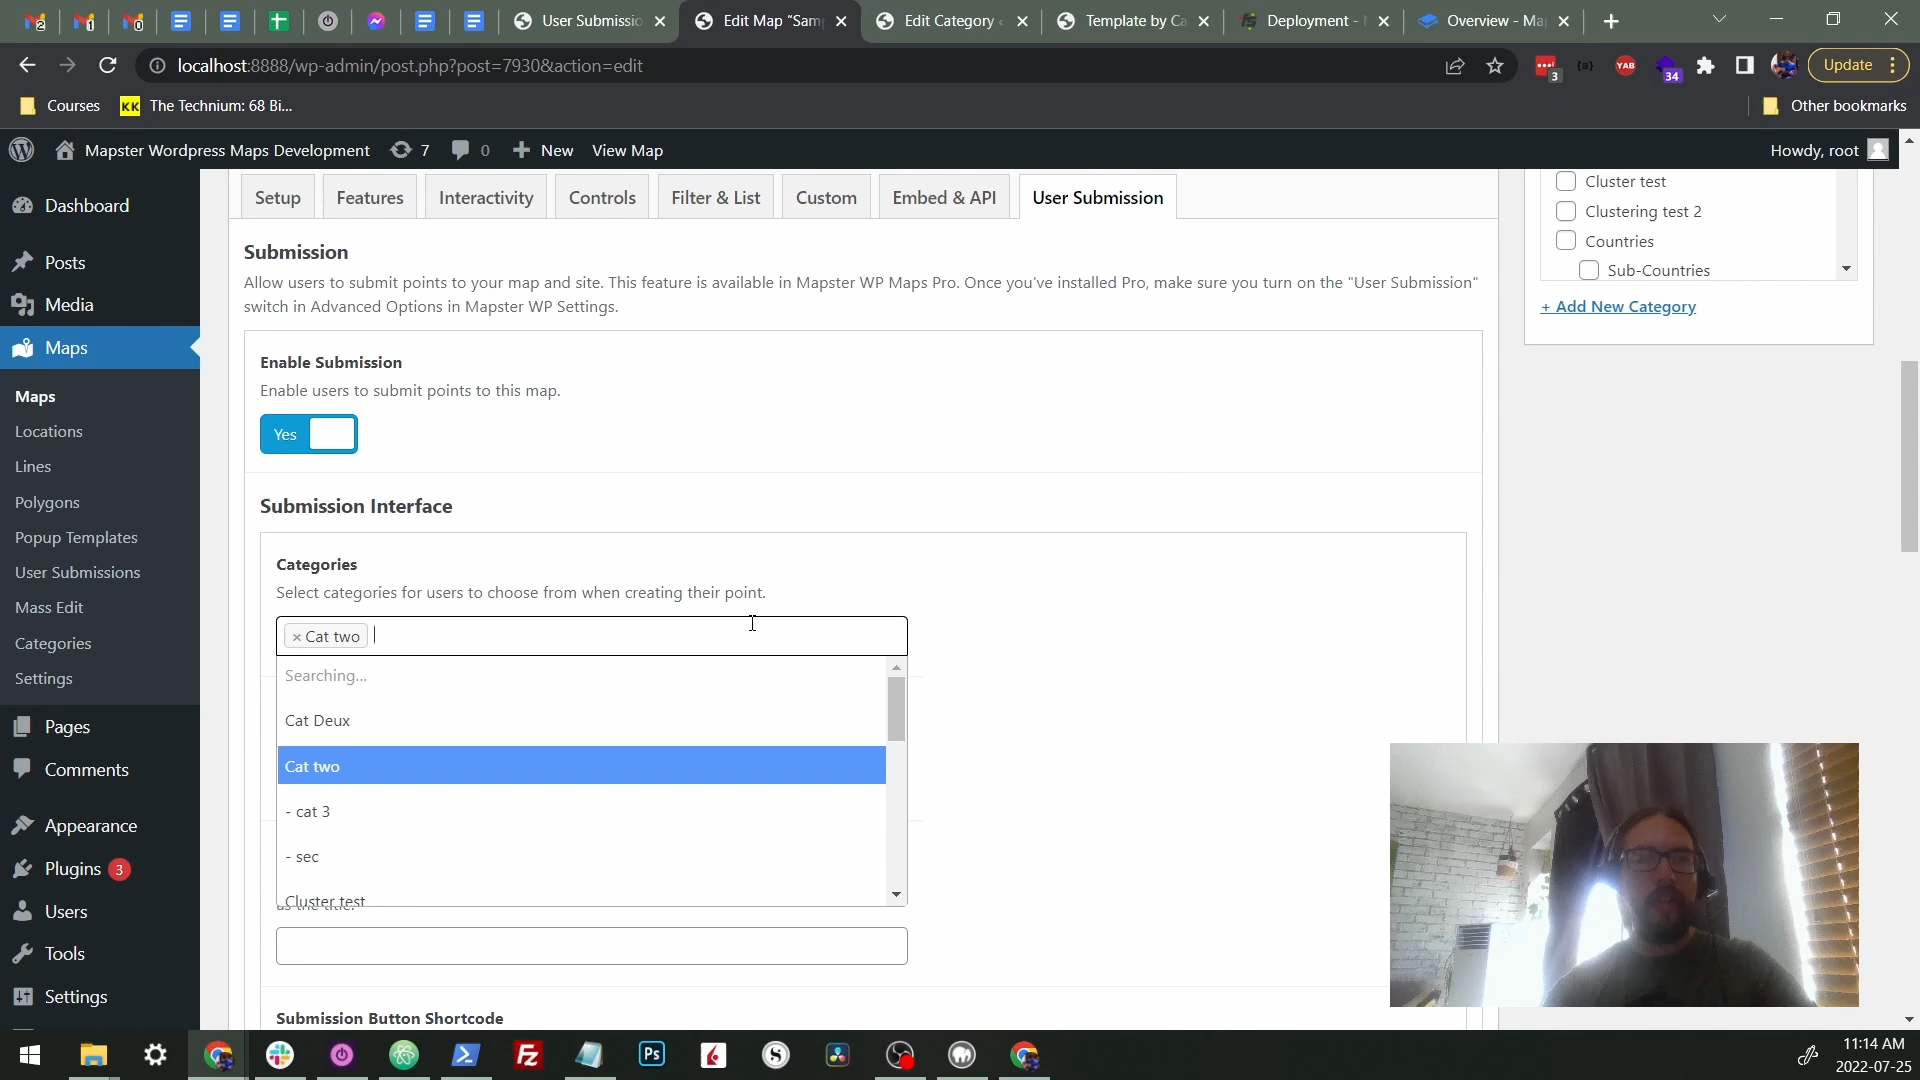 User Submissio
Edit Map “Sam
Edit Category
Template by Ca
Deployment -
Overview - Ma
localhost:8888/wp-admin/post.php?post=7930&action=edit
3
YAB
34
Update
Courses
KK
The Technium: 68 Bi...
Other bookmarks
Mapster Wordpress Maps Development
7
0
New
View Map
Howdy, root
Dashboard
Posts
Media
Maps
Maps
Locations
Lines
Polygons
Popup Templates
User Submissions
Mass Edit
Categories
Settings
Pages
Comments
Appearance
Plugins 3
Users
Tools
Settings
Setup
Features
Interactivity
Controls
Filter & List
Custom
Embed & API
User Submission
Submission
Allow users to submit points to your map and site. This feature is available in Mapster WP Maps Pro. Once you've installed Pro, make sure you turn on the "User Submission"
switch in Advanced Options in Mapster WP Settings.
Enable Submission
Enable users to submit points to this map.
Yes
Submission Interface
Categories
Select categories for users to choose from when creating their point.
× Cat two
Searching...
Cat Deux
Cat two
- cat 3
- sec
Cluster test
as the title.
Submission Button Shortcode
Cluster test
Clustering test 2
Countries
Sub-Countries
+ Add New Category
Ps
Fz
S
11:14 AM
2022-07-25